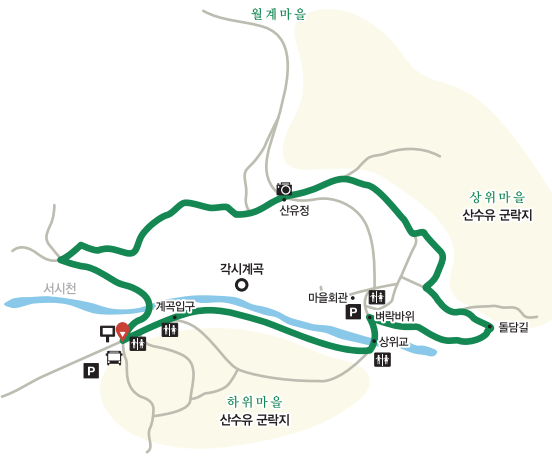 월계마을
상위마을
산수유 군락지
산유정
각시계곡
서시천
마을회관
계곡입구
P
벼락바위
돌담길
상위교
P
하위마을
산수유 군락지